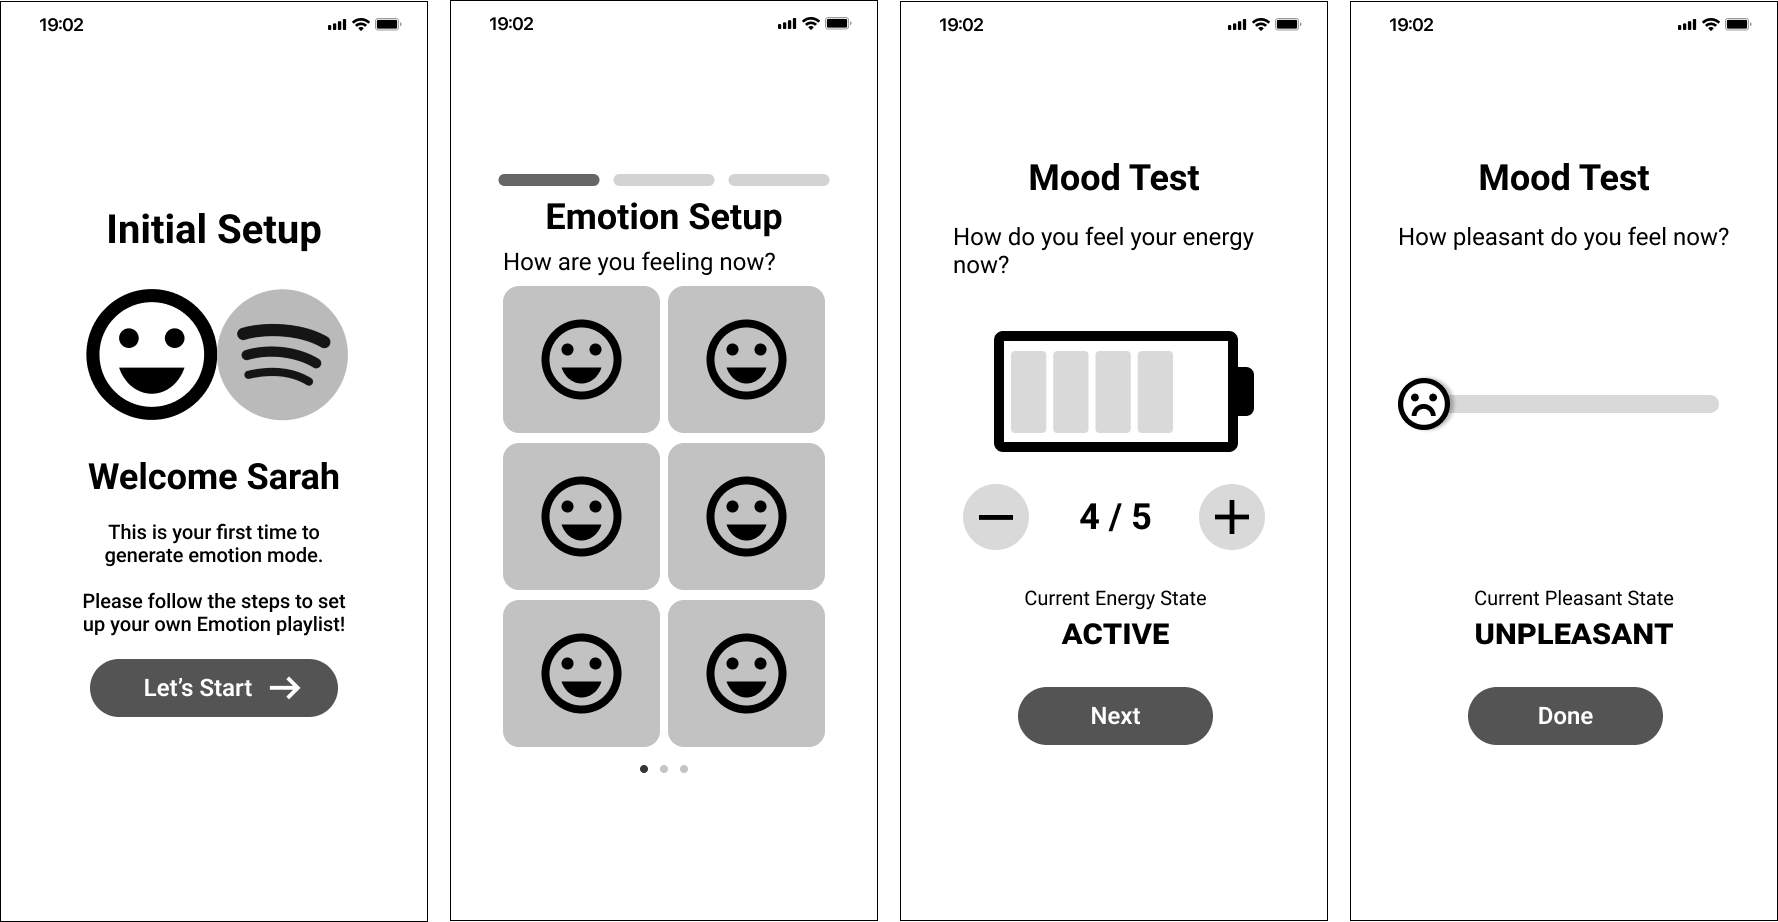 19:02
Initial Setup
Welcome Sarah
This is your first time to
generate emotion mode.
Please follow the steps to set
up your own Emotion playlist!
Let's Start
19:02
Emotion Setup
How are you feeling now?
19:02
Mood Test
How do you feel your energy
now?
4 / 5
Current Energy State
ACTIVE
Next
19:02
Mood Test
How pleasant do you feel now?
Current Pleasant State
UNPLEASANT
Done